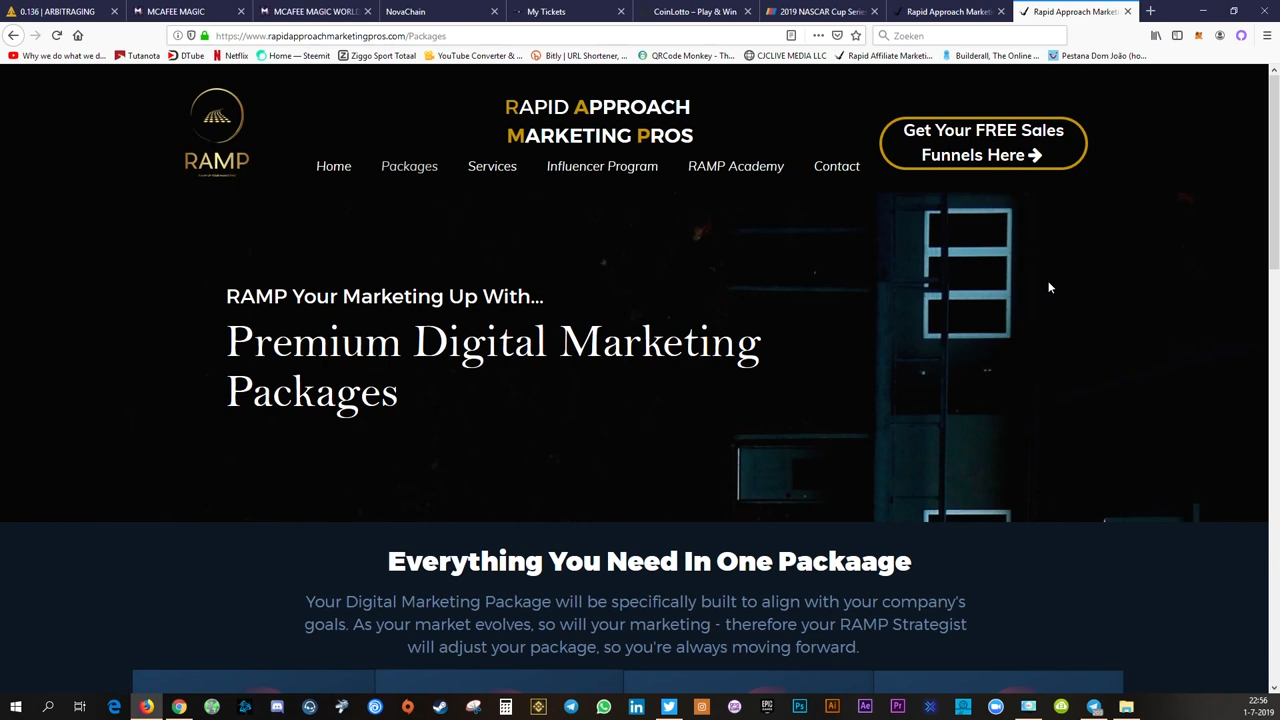 0.136 | ARBITRAGING
MCAFEE MAGIC
MCAFEE MAGIC WORLD
NovaChain
My Tickets
CoinLotto – Play & Win
2019 NASCAR Cup Series
Rapid Approach Market
Rapid Approach Market
https://www.rapidapproachmarketingpros.com/Packages
Zoeken
Why we do what we d...
Tutanota
DTube
Netflix
Home — Steemit
Ziggo Sport Totaal
YouTube Converter &...
Bitly | URL Shortener, ...
QRCode Monkey - Th...
CJCLIVE MEDIA LLC
Rapid Affiliate Marketi...
Builderall, The Online ...
Pestana Dom João (ho...
RAPID APPROACH
MARKETING PROS
RAMP
Home
Packages
Services
Influencer Program
RAMP Academy
Contact
Get Your FREE Sales
Funnels Here
RAMP Your Marketing Up With...
Premium Digital Marketing
Packages
Everything You Need In One Packaage
Your Digital Marketing Package will be specifically built to align with your company's
goals. As your market evolves, so will your marketing - therefore your RAMP Strategist
will adjust your package, so you're always moving forward.
22:56
1-7-2019